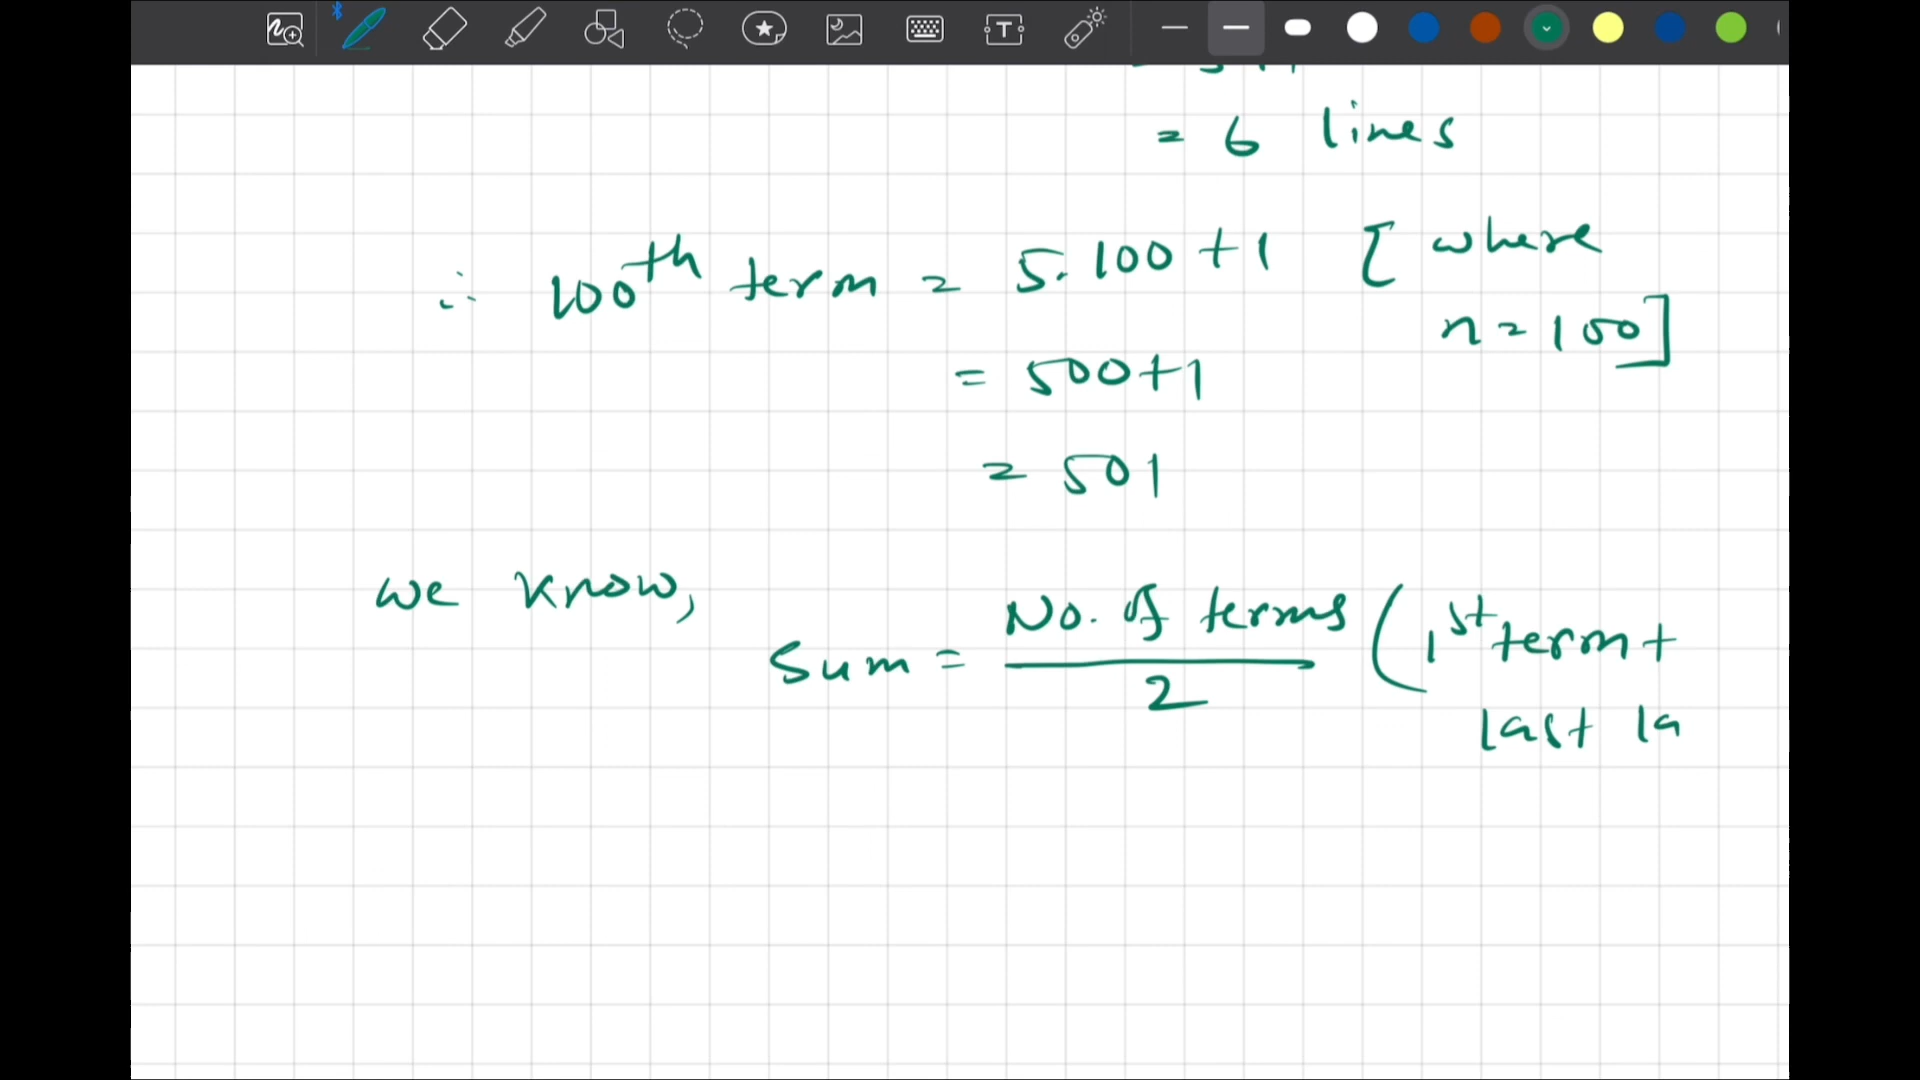 = 6 lines
∴ 100th term = 5.100+1 [where
n = 100]
= 500+1
= 501
we know,
Sum = No. of terms / 2 (1st term +
last la